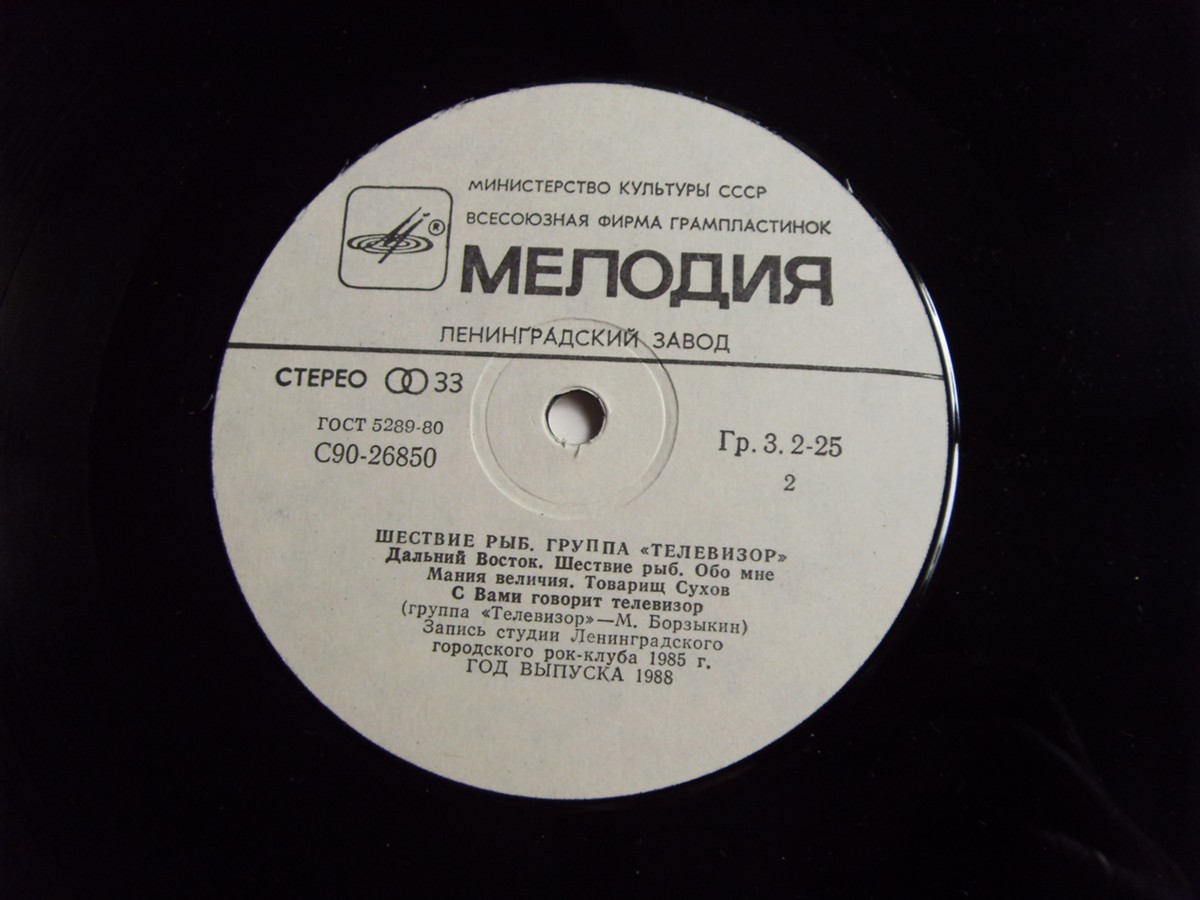 МИНИСТЕРСТВО КУЛЬТУРЫ СССР
ВСЕСОЮЗНАЯ ФИРМА ГРАМПЛАСТИНОК
®
МЕЛОДИЯ
ЛЕНИНГРАДСКИЙ ЗАВОД
СТЕРЕО 33
ГОСТ 5289-80
С90-26850
Гр. 3. 2-25
2
ШЕСТВИЕ РЫБ. ГРУППА «ТЕЛЕВИЗОР»
Дальний Восток. Шествие рыб. Обо мне
Мания величия. Товарищ Сухов
С Вами говорит телевизор
(группа «Телевизор»—М. Борзыкин)
Запись студии Ленинградского
городского рок-клуба 1985 г.
ГОД ВЫПУСКА 1988